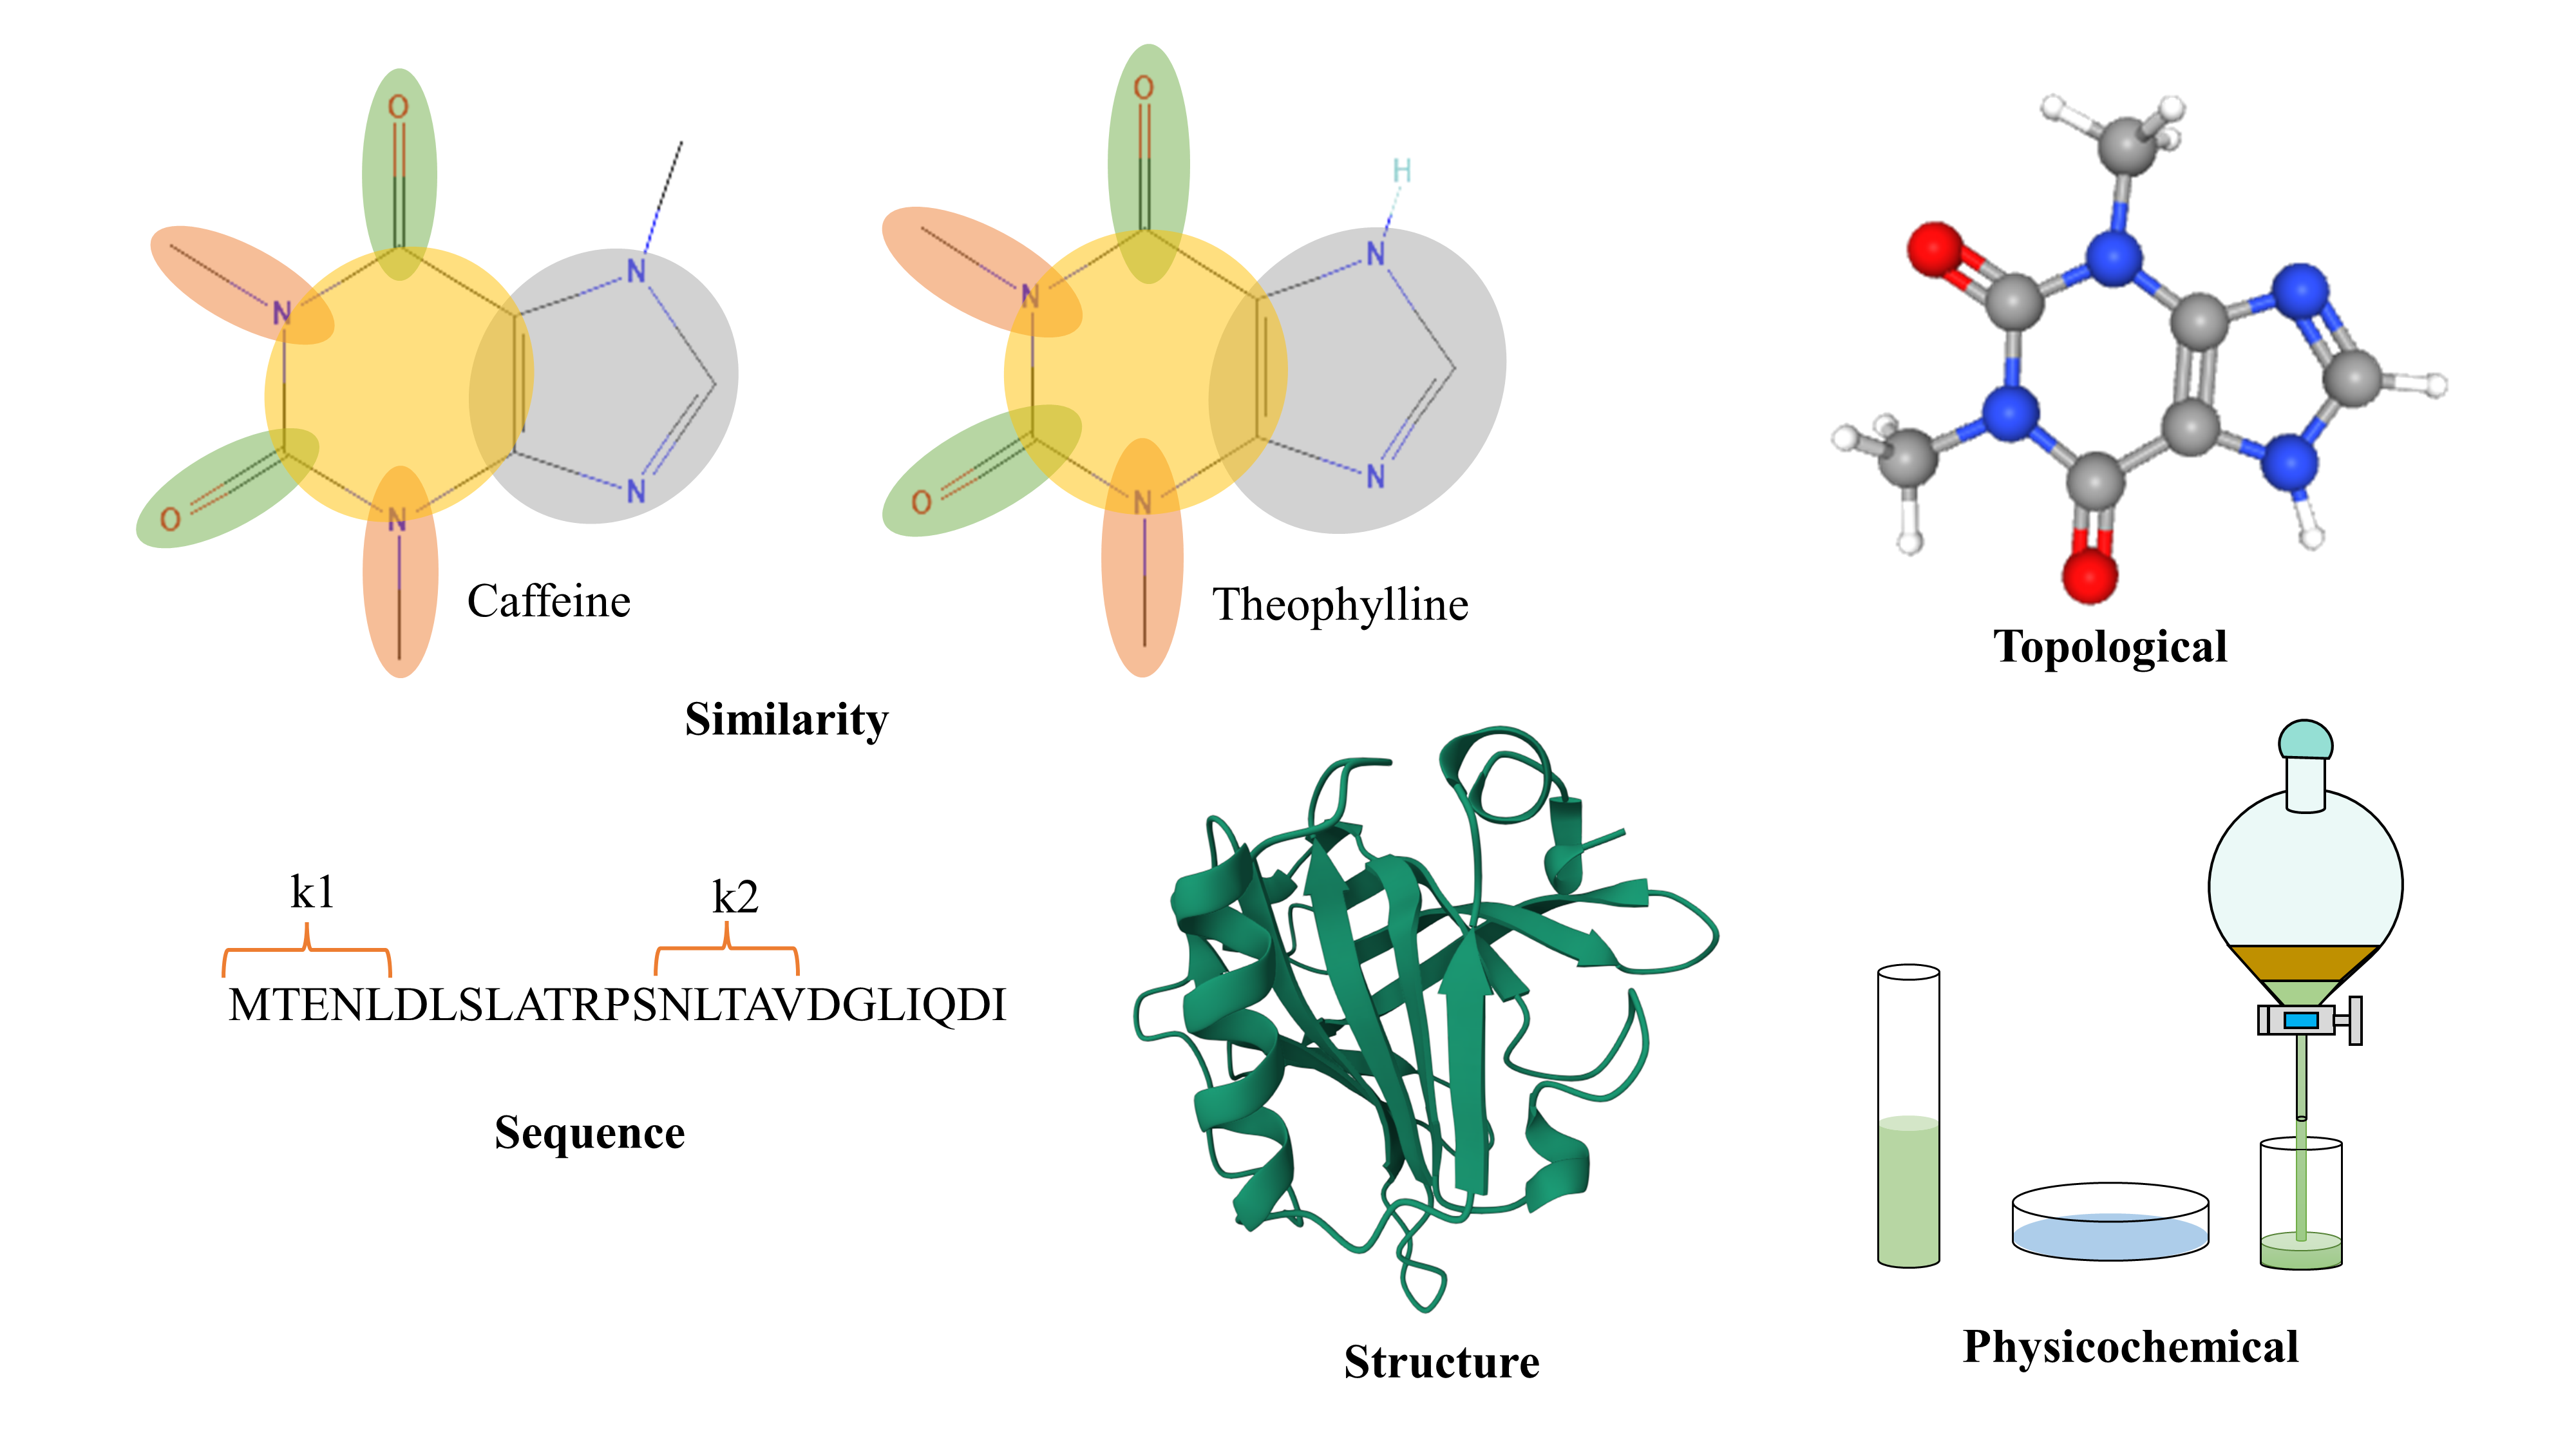 O
O
H
N
N
N
N
O
N
N
O
N
N
Caffeine
Theophylline
Topological
Similarity
k1
k2
MTENLDLSLATRPSNLTAVDGLIQDI
Sequence
Structure
Physicochemical